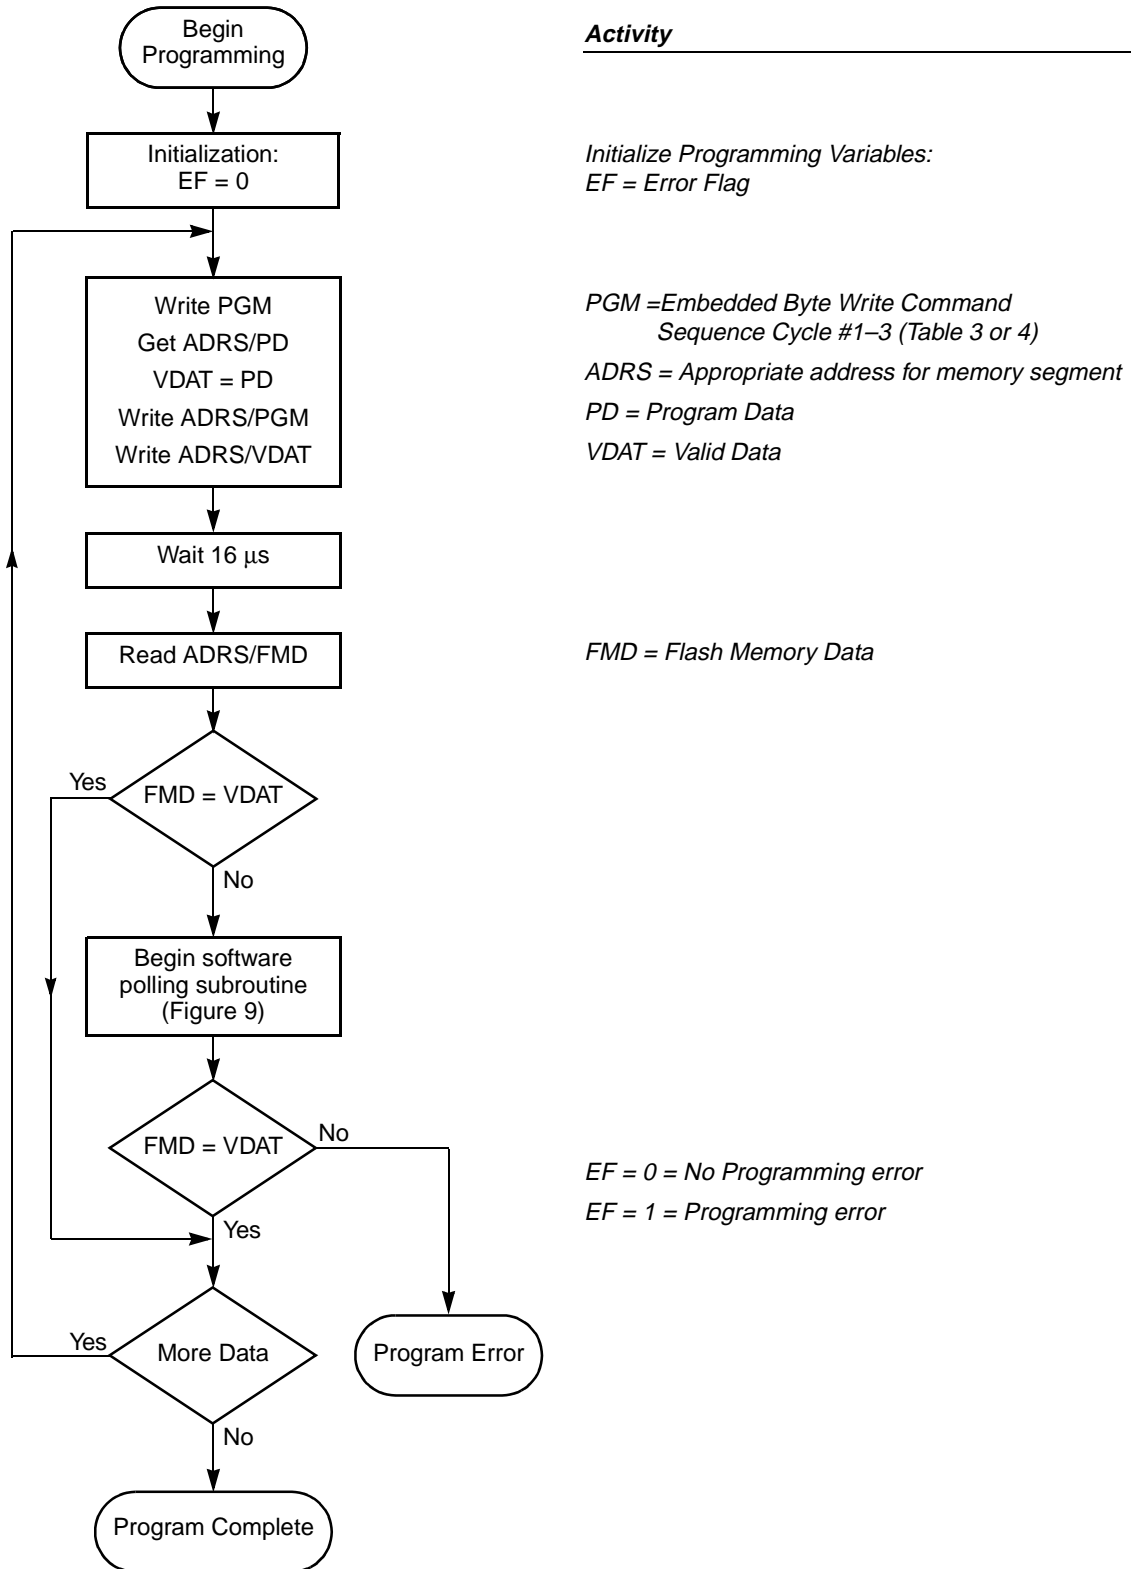 Begin
Programming
Activity
Initialization:
EF = 0
Initialize Programming Variables:
EF = Error Flag
Write PGM
Get ADRS/PD
VDAT = PD
Write ADRS/PGM
Write ADRS/VDAT
PGM =Embedded Byte Write Command
Sequence Cycle #1–3 (Table 3 or 4)
ADRS = Appropriate address for memory segment
PD = Program Data
VDAT = Valid Data
Wait 16 μs
Read ADRS/FMD
FMD = Flash Memory Data
Yes
FMD = VDAT
No
Begin software
polling subroutine
(Figure 9)
FMD = VDAT
No
Yes
EF = 0 = No Programming error
EF = 1 = Programming error
Yes
More Data
Program Error
No
Program Complete